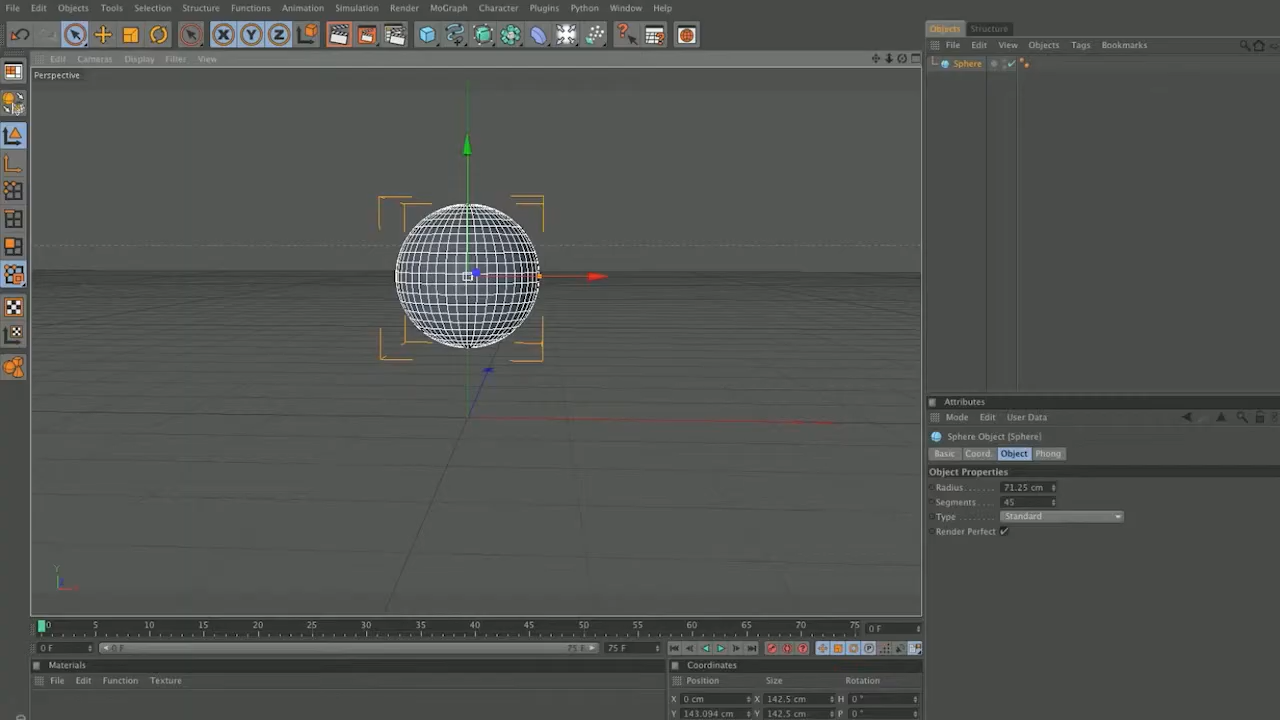 File Edit Objects Tools Selection Structure Functions Animation Simulation Render MoGraph Character Plugins Python Window Help
X Y Z
Objects Structure
File Edit View Objects Tags Bookmarks
Edit Cameras Display Filter View
Sphere
Perspective
Attributes
Mode Edit User Data
Sphere Object [Sphere]
Basic Coord. Object Phong
Object Properties
Radius....... 71.25 cm
Segments.... 45
Type........ Standard
Render Perfect
Y
0 5 10 15 20 25 30 35 40 45 50 55 60 65 70 75 0 F
0 F 0 F 75 F 75 F P
Materials
File Edit Function Texture
Coordinates
Position Size Rotation
X 0 cm X 142.5 cm H 0 °
Y 143.094 cm Y 142.5 cm P 0 °